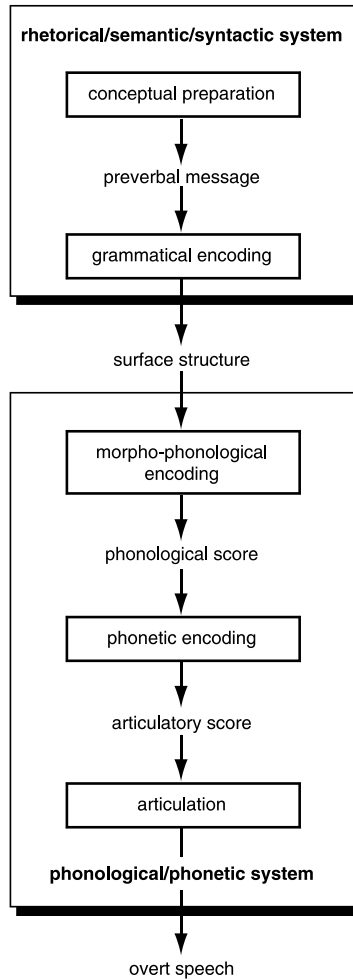 rhetorical/semantic/syntactic system
conceptual preparation
preverbal message
grammatical encoding
surface structure
morpho-phonological
encoding
phonological score
phonetic encoding
articulatory score
articulation
phonological/phonetic system
overt speech